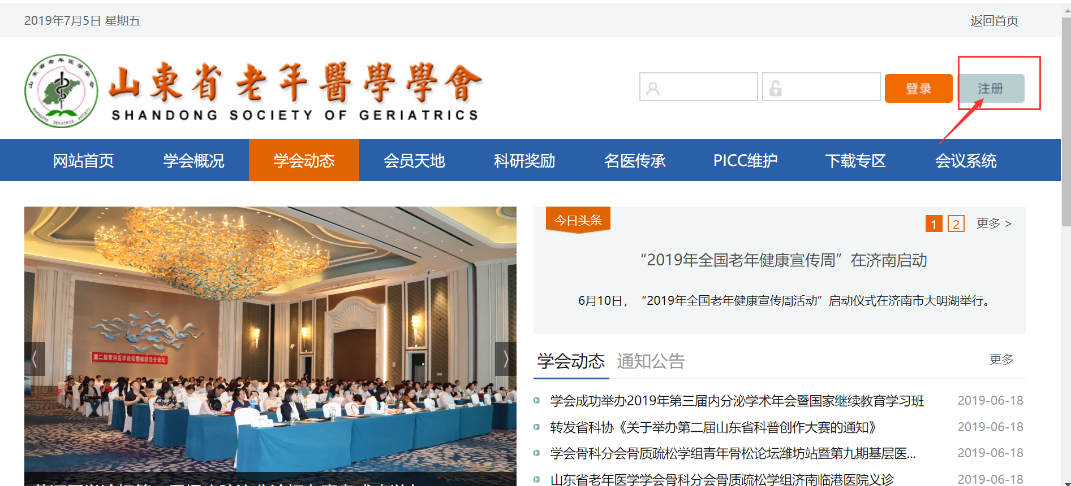 2019年7月5日 星期五
返回首页
山東省老年醫學學會
SHANDONG SOCIETY OF GERIATRICS
登录
注册
网站首页
学会概况
学会动态
会员天地
科研奖励
名医传承
PICC维护
下载专区
会议系统
今日头条
1 2 更多 >
“2019年全国老年健康宣传周”在济南启动
6月10日，“2019年全国老年健康宣传周活动”启动仪式在济南市大明湖举行。
学会动态 通知公告 更多
学会成功举办2019年第三届内分泌学术年会暨国家继续教育学习班 2019-06-18
转发省科协《关于举办第二届山东省科普创作大赛的通知》 2019-06-18
学会骨科分会骨质疏松学组青年骨松论坛潍坊站暨第九期基层医... 2019-06-18
山东省老年医学学会骨科分会骨质疏松学组济南临港医院义诊 2019-06-18